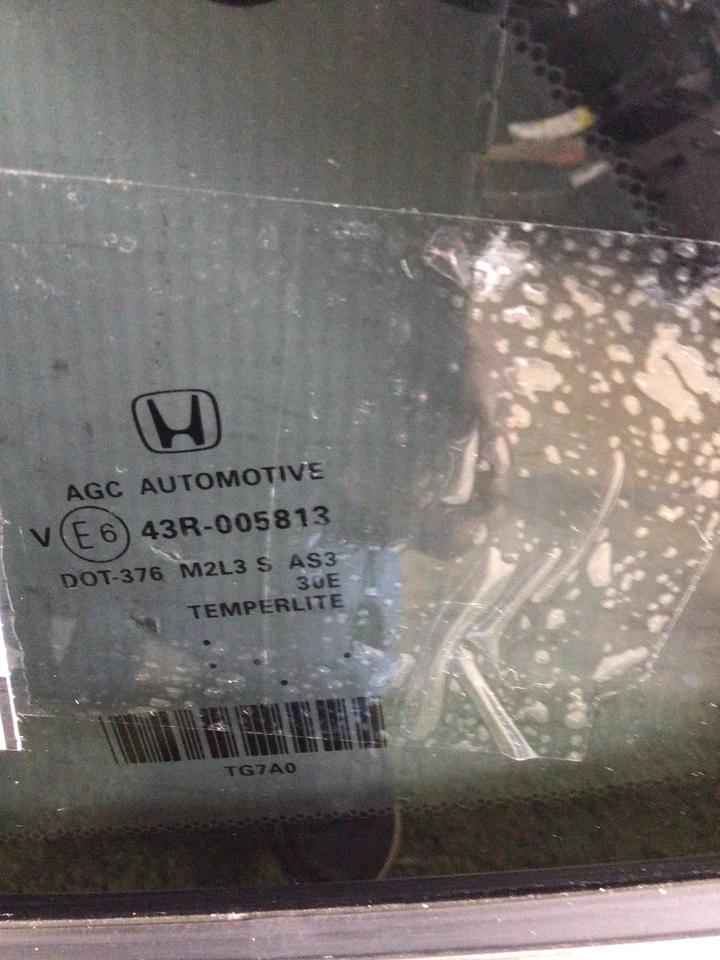 AGC AUTOMOTIVE
V E6 43R-005813
DOT-376 M2L3 S AS3
30E
TEMPERLITE
TG7A0